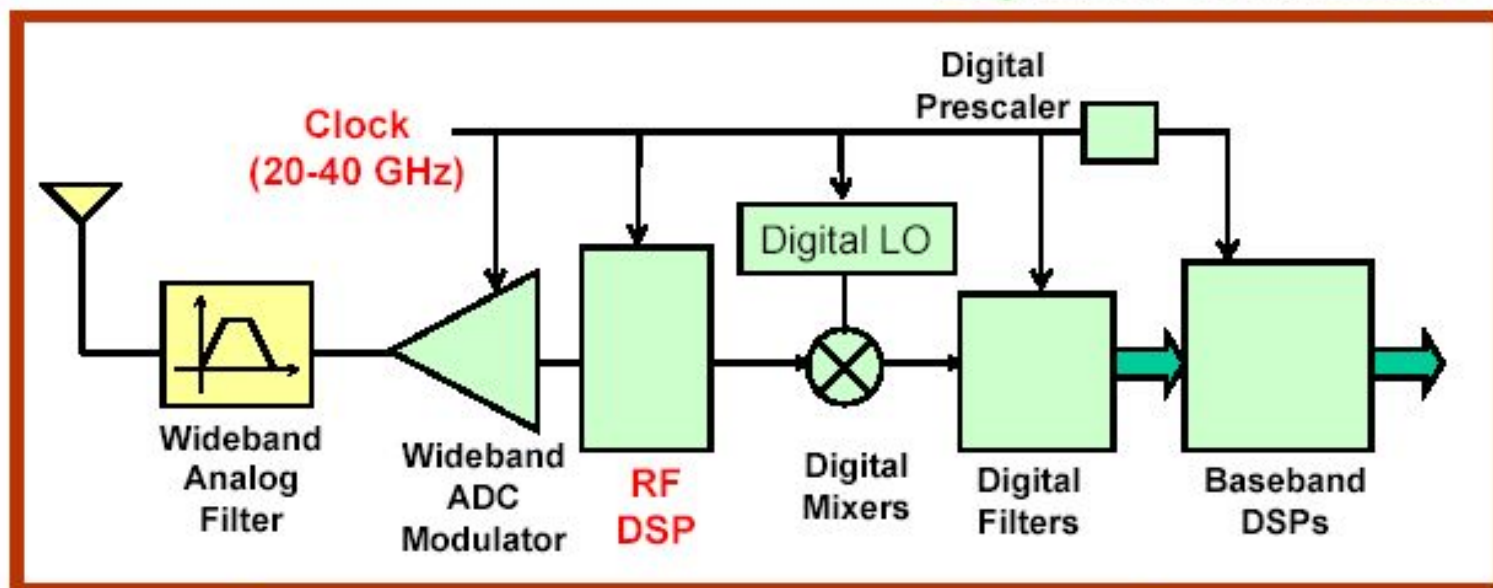 Digital
Prescaler
Clock
(20-40 GHz)
Digital LO
Wideband
Analog
Filter
Wideband
ADC
Modulator
RF
DSP
Digital
Mixers
Digital
Filters
Baseband
DSPs